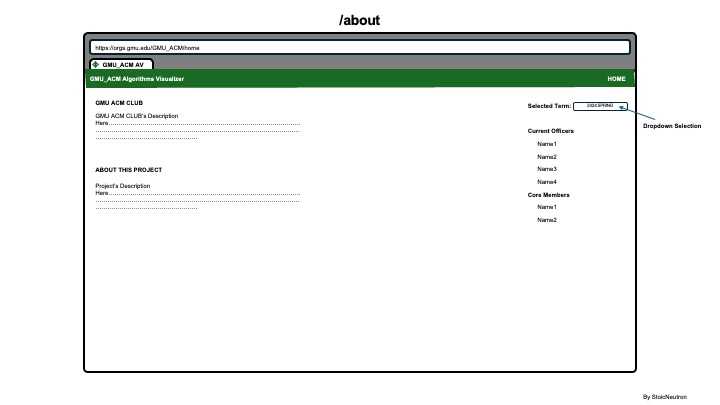 /about
https://orgs.gmu.edu/GMU_ACM/home
GMU_ACM AV
GMU_ACM Algorithms Visualizer
HOME
GMU ACM CLUB
GMU ACM CLUB's Description
Here................................................................................................
.....................................................................................................
...................................................
ABOUT THIS PROJECT
Project's Description
Here................................................................................................
.....................................................................................................
...................................................
Selected Term:
2024 SPRING
Dropdown Selection
Current Officers
Name1
Name2
Name3
Name4
Core Members
Name1
Name2
By StoicNeutron